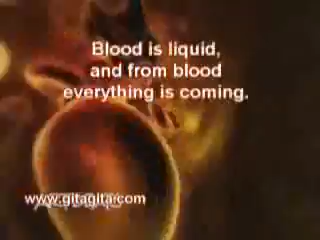 Blood is liquid,
and from blood
everything is coming.
www.gitagita.com